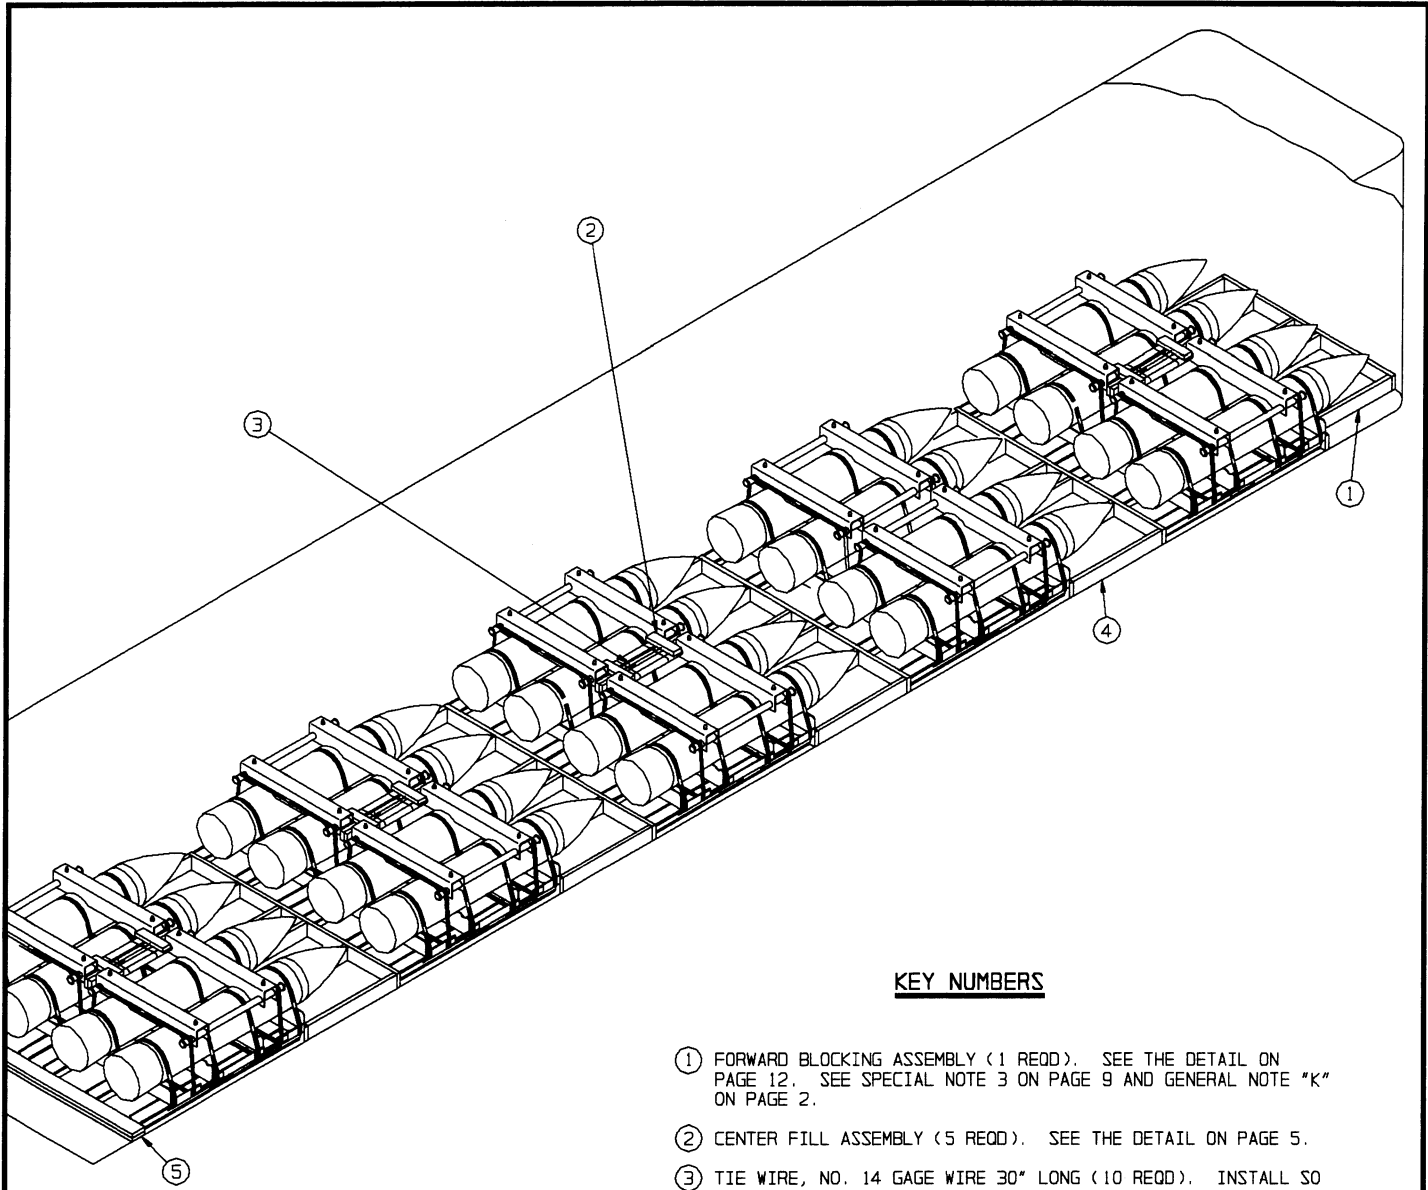 2
3
1
4
5
KEY NUMBERS
1 FORWARD BLOCKING ASSEMBLY (1 REQD). SEE THE DETAIL ON
PAGE 12. SEE SPECIAL NOTE 3 ON PAGE 9 AND GENERAL NOTE "K"
ON PAGE 2.
2 CENTER FILL ASSEMBLY (5 REQD). SEE THE DETAIL ON PAGE 5.
3 TIE WIRE, NO. 14 GAGE WIRE 30" LONG (10 REQD). INSTALL SO